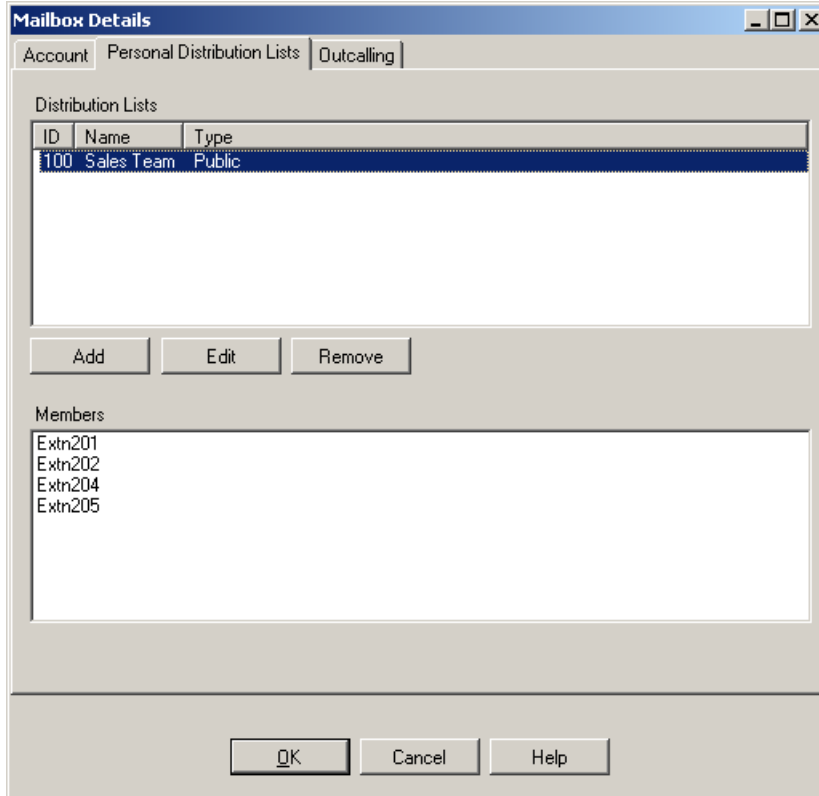 Mailbox Details
Account Personal Distribution Lists Outcalling
Distribution Lists
ID Name Type
100 Sales Team Public
Add Edit Remove
Members
Extn201
Extn202
Extn204
Extn205
OK Cancel Help